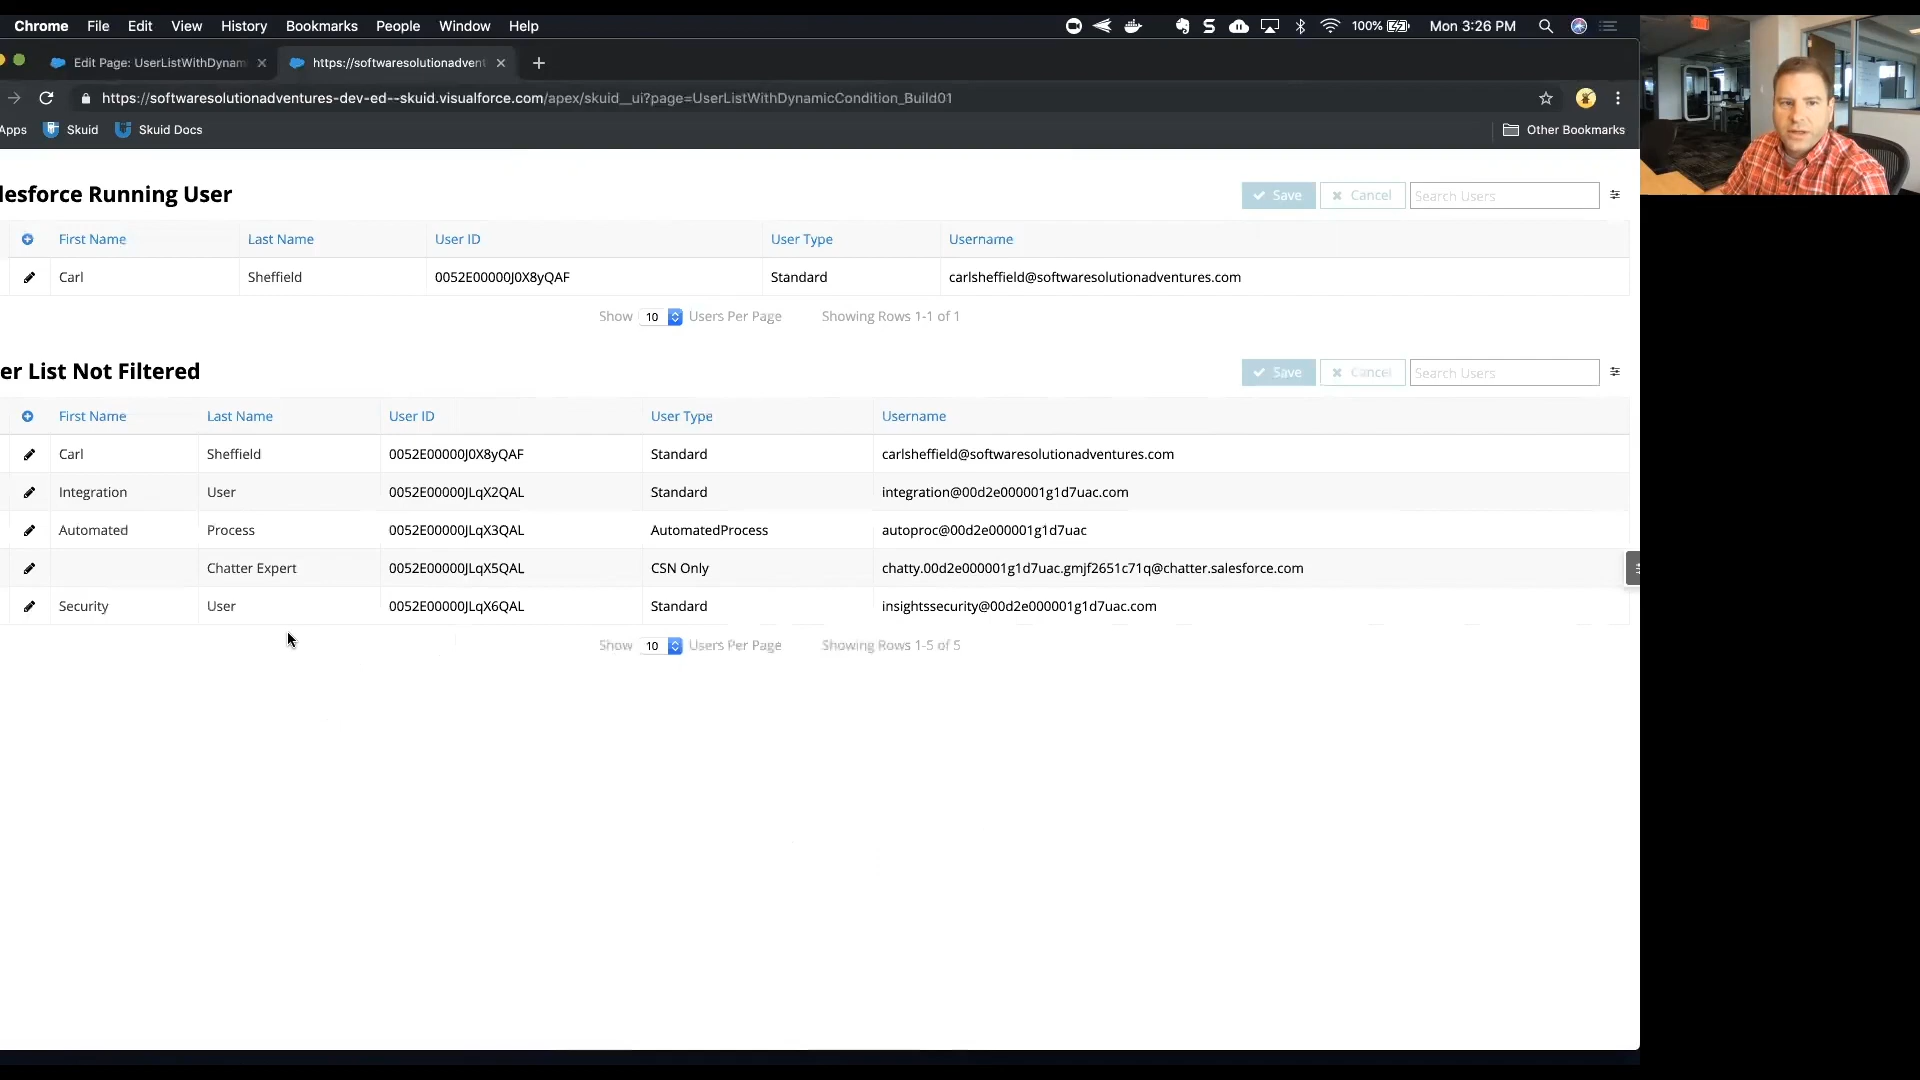 Chrome File Edit View History Bookmarks People Window Help 100% Mon 3:26 PM
Edit Page: UserListWithDynam https://softwaresolutionadvent
https://softwaresolutionadventures-dev-ed--skuid.visualforce.com/apex/skuid__ui?page=UserListWithDynamicCondition_Build01
Apps Skuid Skuid Docs Other Bookmarks
lesforce Running User Save Cancel Search Users
First Name Last Name User ID User Type Username
Carl Sheffield 0052E00000J0X8yQAF Standard carlsheffield@softwaresolutionadventures.com
Show 10 Users Per Page Showing Rows 1-1 of 1
er List Not Filtered Save Cancel Search Users
First Name Last Name User ID User Type Username
Carl Sheffield 0052E00000J0X8yQAF Standard carlsheffield@softwaresolutionadventures.com
Integration User 0052E00000JLqX2QAL Standard integration@00d2e000001g1d7uac.com
Automated Process 0052E00000JLqX3QAL AutomatedProcess autoproc@00d2e000001g1d7uac
Chatter Expert 0052E00000JLqX5QAL CSN Only chatty.00d2e000001g1d7uac.gmjf2651c71q@chatter.salesforce.com
Security User 0052E00000JLqX6QAL Standard insightssecurity@00d2e000001g1d7uac.com
Show 10 Users Per Page Showing Rows 1-5 of 5